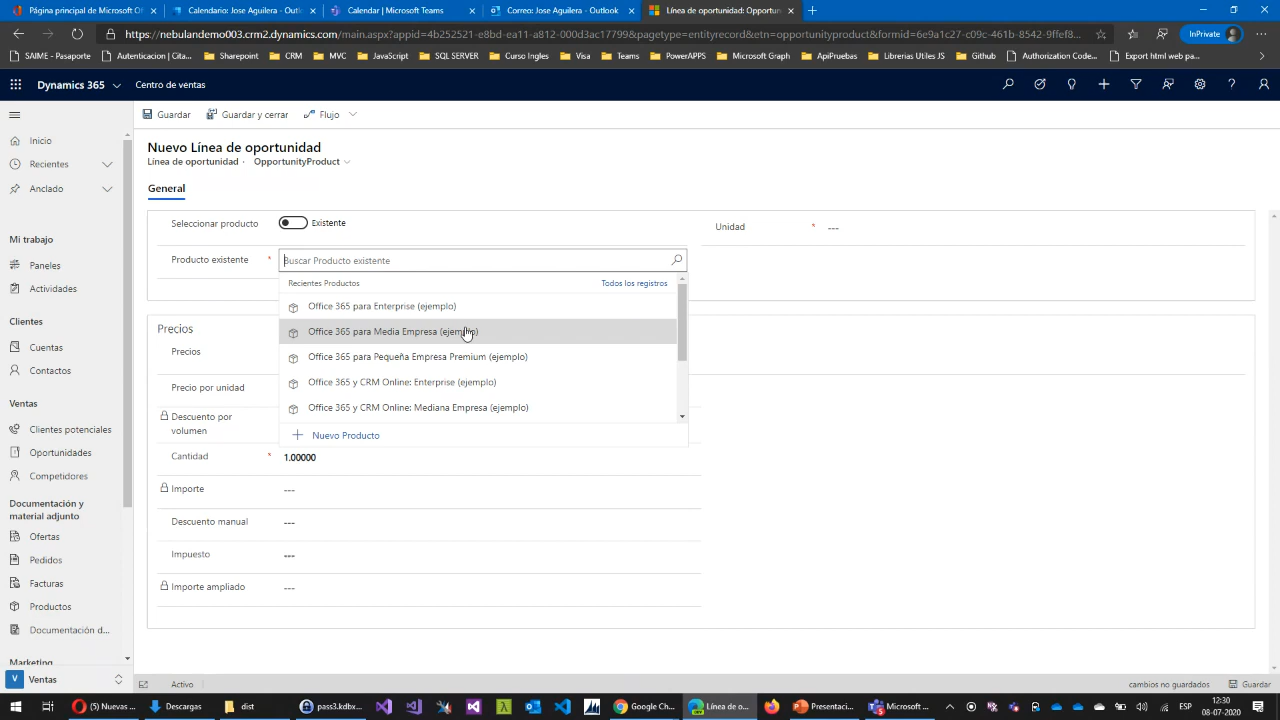 Página principal de Microsoft Of
Calendario: Jose Aguilera - Outlo
Calendar | Microsoft Teams
Correo: Jose Aguilera - Outlook
Línea de oportunidad: Opportun
https://nebulandemo003.crm2.dynamics.com/main.aspx?appid=4b252521-e8bd-ea11-a812-000d3ac17799&pagetype=entityrecord&etn=opportunityproduct&formid=6e9a1c27-c09c-461b-8542-9ffef8...
InPrivate
SAIME - Pasaporte
Autenticacion | Cita...
Sharepoint
CRM
MVC
JavaScript
SQL SERVER
Curso Ingles
Visa
Teams
PowerAPPS
Microsoft Graph
ApiPruebas
Librerias Utiles JS
Github
Authorization Code...
Export html web pa...
Dynamics 365
Centro de ventas
Guardar
Guardar y cerrar
Flujo
Inicio
Recientes
Anclado
Mi trabajo
Paneles
Actividades
Clientes
Cuentas
Contactos
Ventas
Clientes potenciales
Oportunidades
Competidores
Documentación y
material adjunto
Ofertas
Pedidos
Facturas
Productos
Documentación d...
Marketing
V Ventas
Nuevo Línea de oportunidad
Línea de oportunidad · OpportunityProduct
General
Seleccionar producto
Existente
Unidad * ---
Producto existente *
Buscar Producto existente
Recientes Productos
Todos los registros
Office 365 para Enterprise (ejemplo)
Office 365 para Media Empresa (ejemplo)
Office 365 para Pequeña Empresa Premium (ejemplo)
Office 365 y CRM Online: Enterprise (ejemplo)
Office 365 y CRM Online: Mediana Empresa (ejemplo)
Nuevo Producto
Precios
Precios
Precio por unidad
Descuento por
volumen
Cantidad * 1.00000
Importe ---
Descuento manual ---
Impuesto ---
Importe ampliado ---
Activo
cambios no guardados
Guardar
(5) Nuevas ...
Descargas
dist
pass3.kdbx...
Google Ch...
Línea de o...
Presentaci...
Microsoft ...
ESP
12:30
08-07-2020